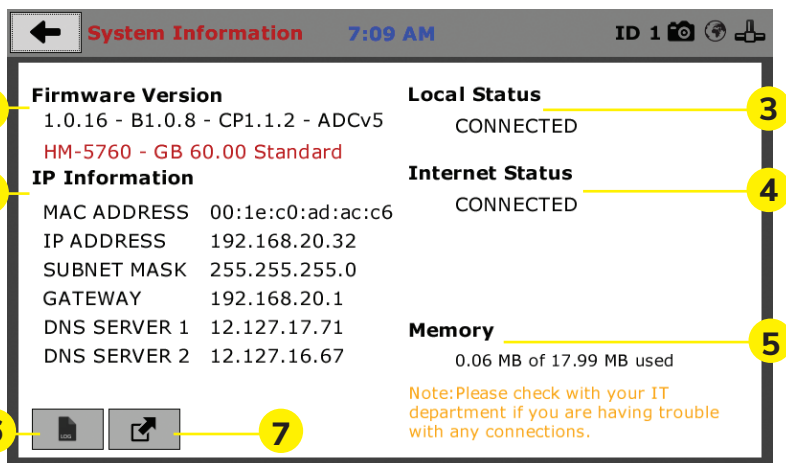 System Information 7:09 AM ID 1
Firmware Version
1.0.16 - B1.0.8 - CP1.1.2 - ADCv5
HM-5760 - GB 60.00 Standard
IP Information
MAC ADDRESS 00:1e:c0:ad:ac:c6
IP ADDRESS 192.168.20.32
SUBNET MASK 255.255.255.0
GATEWAY 192.168.20.1
DNS SERVER 1 12.127.17.71
DNS SERVER 2 12.127.16.67
LOG
7
Local Status
3
CONNECTED
Internet Status
4
CONNECTED
Memory
5
0.06 MB of 17.99 MB used
Note:Please check with your IT
department if you are having trouble
with any connections.